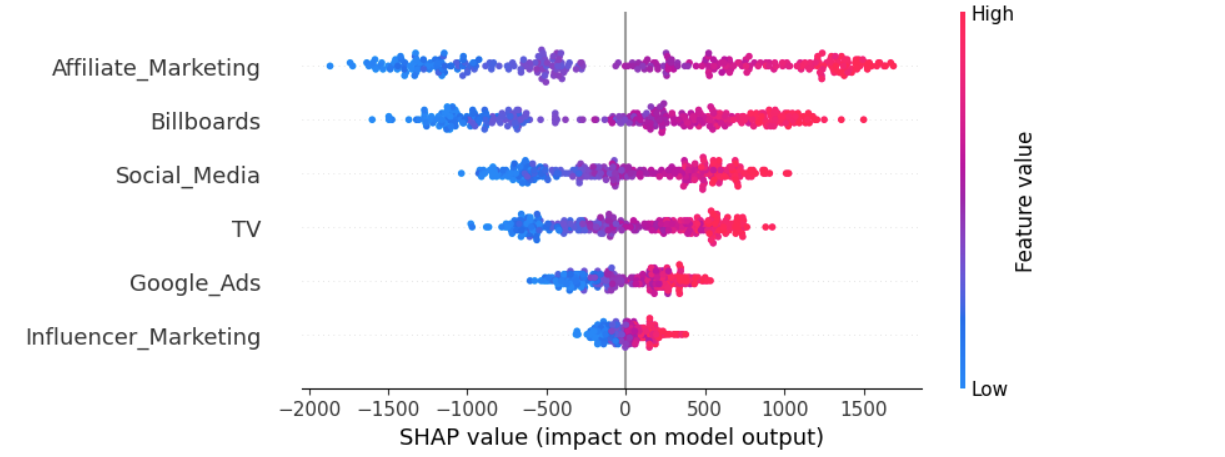 High
Affiliate_Marketing
Billboards
Social_Media
TV
Google_Ads
Influencer_Marketing
Feature value
Low
−2000 −1500 −1000 −500 0 500 1000 1500
SHAP value (impact on model output)